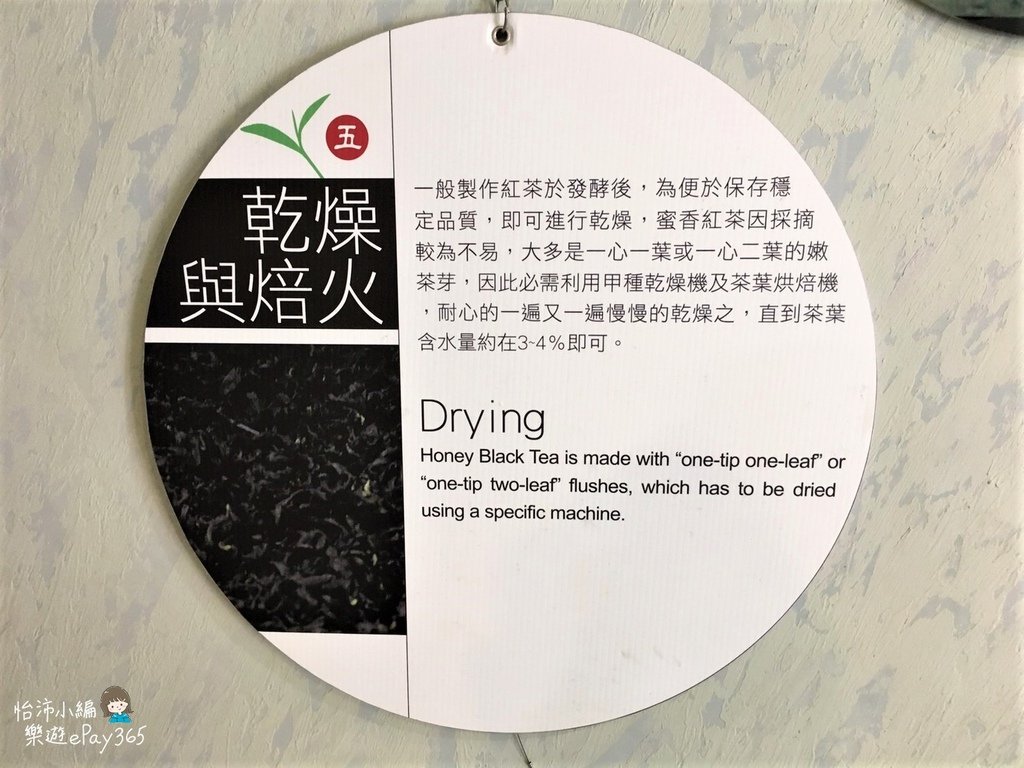 五
乾燥
與焙火
一般製作紅茶於發酵後，為便於保存穩
定品質，即可進行乾燥，蜜香紅茶因採摘
較為不易，大多是一心一葉或一心二葉的嫩
茶芽，因此必需利用甲種乾燥機及茶葉烘焙機
，耐心的一遍又一遍慢慢的乾燥之，直到茶葉
含水量約在3~4%即可。
Drying
Honey Black Tea is made with “one-tip one-leaf” or
“one-tip two-leaf” flushes, which has to be dried
using a specific machine.
怡沛小編
樂遊ePay365